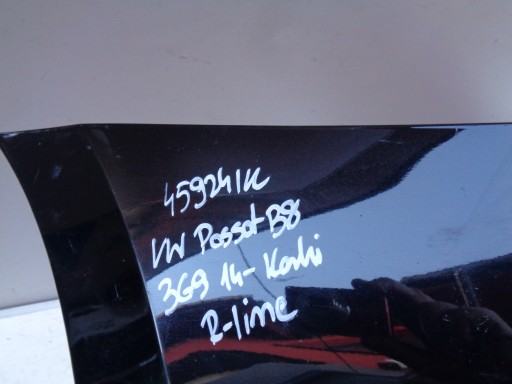 459241K
VW Passat B8
3G9 14- Kombi
R-line